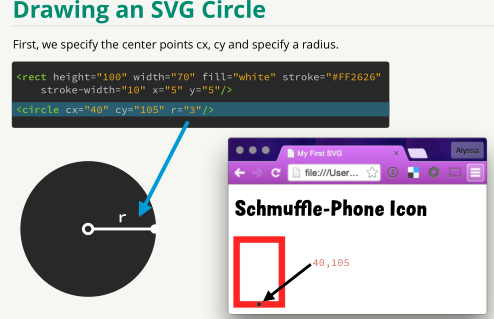 Drawing an SVG Circle
First, we specify the center points cx, cy and specify a radius.
<rect height="100" width="70" fill="white" stroke="#FF2626"
stroke-width="10" x="5" y="5"/>
<circle cx="40" cy="105" r="3"/>
r
My First SVG
×
Alyssa
file:///User...
Schmuffle-Phone Icon
40,105